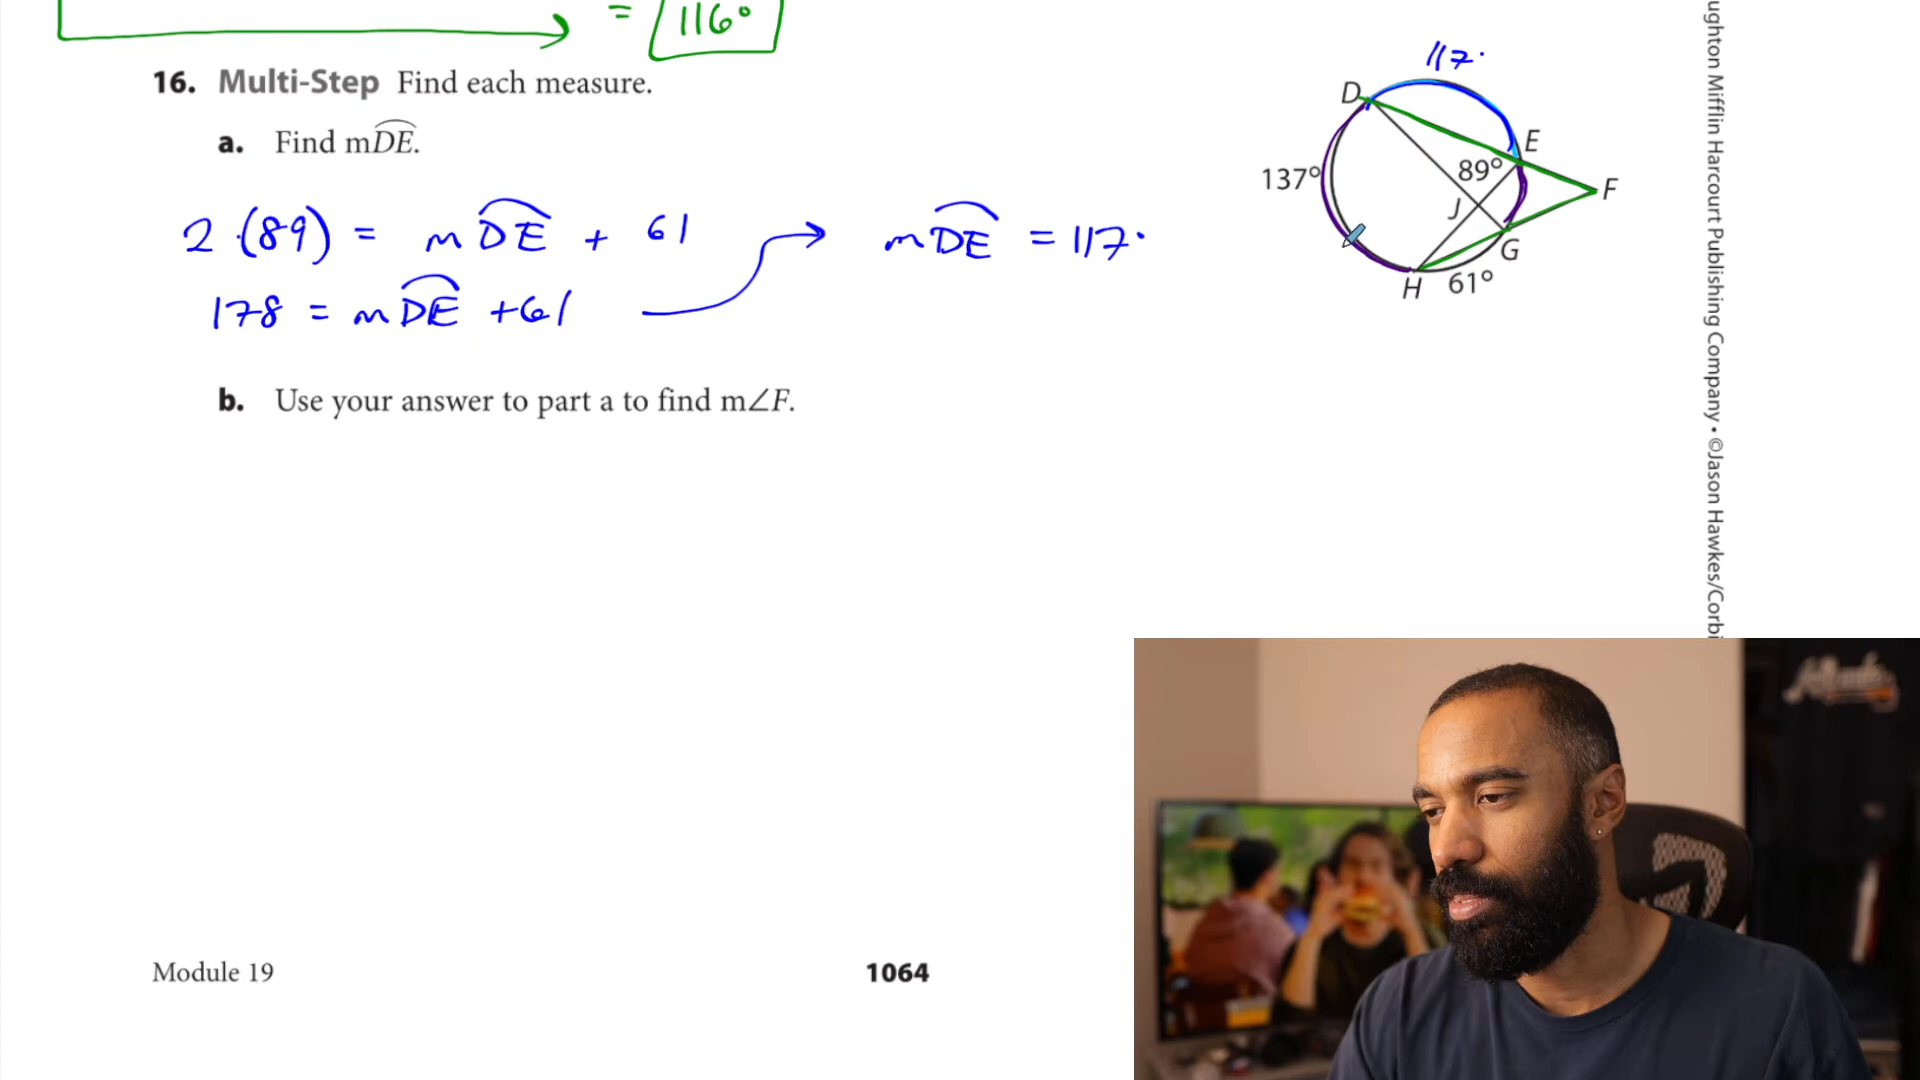 = 116°
16. Multi-Step Find each measure.
a. Find mDE.
2·(89) = mDE + 61
178 = mDE + 61
mDE = 117·
b. Use your answer to part a to find m∠F.
117·
D
E
137°
89°
F
J
G
H
61°
ughton Mifflin Harcourt Publishing Company • ©Jason Hawkes/Corbi
Module 19
1064